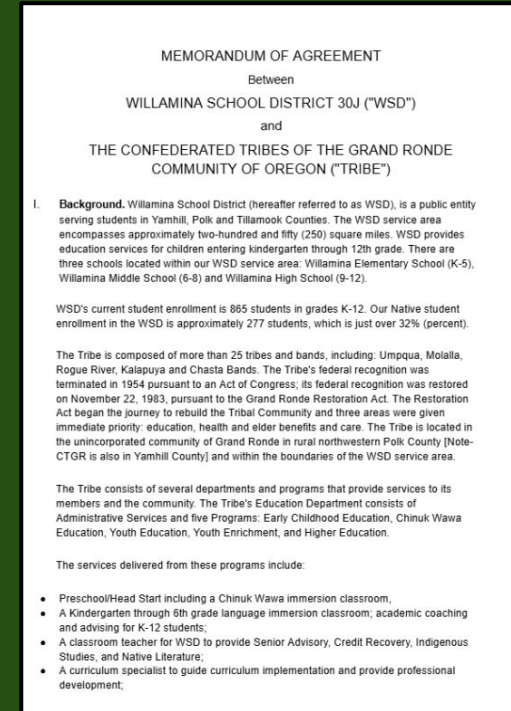 MEMORANDUM OF AGREEMENT
Between
WILLAMINA SCHOOL DISTRICT 30J ("WSD")
and
THE CONFEDERATED TRIBES OF THE GRAND RONDE
COMMUNITY OF OREGON ("TRIBE")
I. Background. Willamina School District (hereafter referred to as WSD), is a public entity
serving students in Yamhill, Polk and Tillamook Counties. The WSD service area
encompasses approximately two-hundred and fifty (250) square miles. WSD provides
education services for children entering kindergarten through 12th grade. There are
three schools located within our WSD service area: Willamina Elementary School (K-5),
Willamina Middle School (6-8) and Willamina High School (9-12).
WSD's current student enrollment is 865 students in grades K-12. Our Native student
enrollment in the WSD is approximately 277 students, which is just over 32% (percent).
The Tribe is composed of more than 25 tribes and bands, including: Umpqua, Molalla,
Rogue River, Kalapuya and Chasta Bands. The Tribe's federal recognition was
terminated in 1954 pursuant to an Act of Congress; its federal recognition was restored
on November 22, 1983, pursuant to the Grand Ronde Restoration Act. The Restoration
Act began the journey to rebuild the Tribal Community and three areas were given
immediate priority: education, health and elder benefits and care. The Tribe is located in
the unincorporated community of Grand Ronde in rural northwestern Polk County [Note-
CTGR is also in Yamhill County] and within the boundaries of the WSD service area.
The Tribe consists of several departments and programs that provide services to its
members and the community. The Tribe's Education Department consists of
Administrative Services and five Programs: Early Childhood Education, Chinuk Wawa
Education, Youth Education, Youth Enrichment, and Higher Education.
The services delivered from these programs include:
• Preschool/Head Start including a Chinuk Wawa immersion classroom,
• A Kindergarten through 6th grade language immersion classroom; academic coaching
and advising for K-12 students;
• A classroom teacher for WSD to provide Senior Advisory, Credit Recovery, Indigenous
Studies, and Native Literature;
• A curriculum specialist to guide curriculum implementation and provide professional
development;